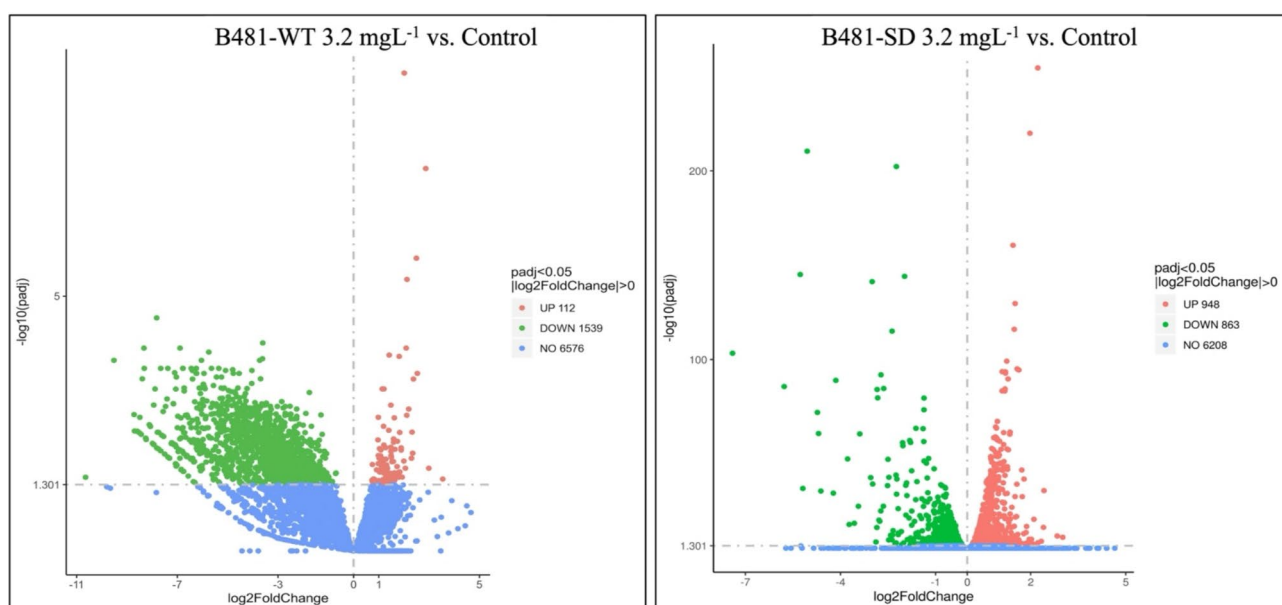 B481-WT 3.2 mgL⁻¹ vs. Control
-log10(padj)
5
1.301
-11
-7
-3
0
1
5
log2FoldChange
padj<0.05
|log2FoldChange|>0
UP 112
DOWN 1539
NO 6576
B481-SD 3.2 mgL⁻¹ vs. Control
-log10(padj)
200
100
1.301
-7
-4
-1
0
2
5
log2FoldChange
padj<0.05
|log2FoldChange|>0
UP 948
DOWN 863
NO 6208